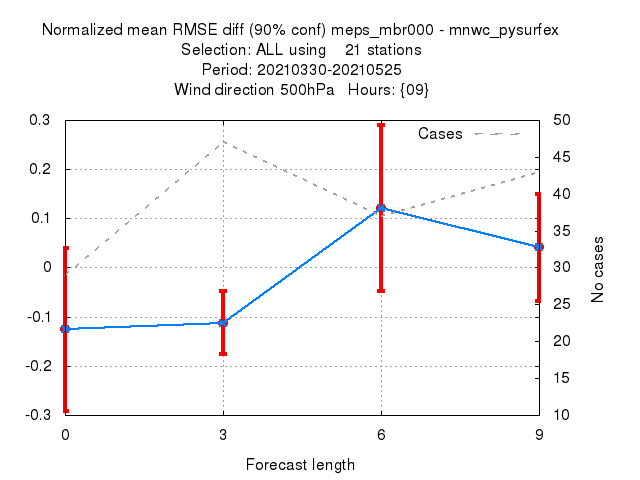 Normalized mean RMSE diff (90% conf) meps_mbr000 - mnwc_pysurfex
Selection: ALL using 21 stations
Period: 20210330-20210525
Wind direction 500hPa Hours: {09}
Cases
0.3
0.2
0.1
0
-0.1
-0.2
-0.3
50
45
40
35
30
25
20
15
10
No cases
0 3 6 9
Forecast length